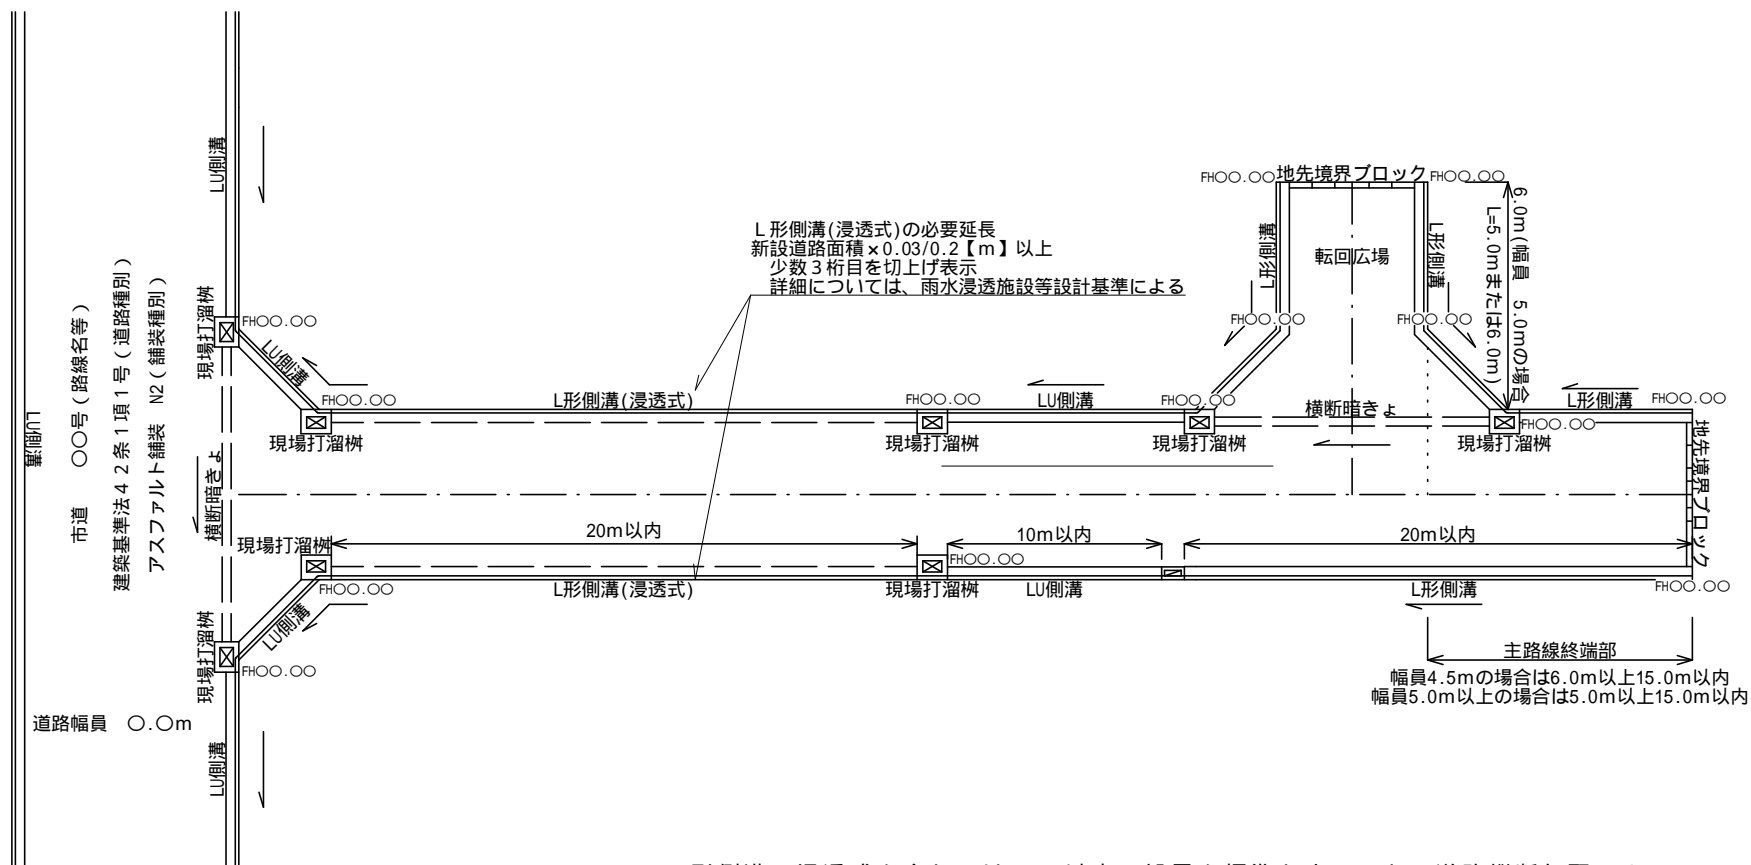 LU側溝
市道　〇〇号(路線名等)
建築基準法42条1項1号(道路種別)
アスファルト舗装　N2(舗装種別)
道路幅員　〇.〇m
LU側溝
現場打溜桝
FH〇〇.〇〇
LU側溝
横断暗きょ
現場打溜桝
FH〇〇.〇〇
LU側溝
現場打溜桝
FH〇〇.〇〇
LU側溝
現場打溜桝
FH〇〇.〇〇
LU側溝
L形側溝(浸透式)の必要延長
新設道路面積×0.03/0.2【m】以上
少数3桁目を切上げ表示
詳細については、雨水浸透施設等設計基準による
L形側溝(浸透式)
FH〇〇.〇〇
現場打溜桝
LU側溝
FH〇〇.〇〇
現場打溜桝
横断暗きょ
FH〇〇.〇〇
地先境界ブロック
FH〇〇.〇〇
L形側溝
転回広場
L形側溝
6.0m(幅員　5.0mの場合
L=5.0mまたは6.0m)
FH〇〇.〇〇
FH〇〇.〇〇
L形側溝
FH〇〇.〇〇
FH〇〇.〇〇
現場打溜桝
地先境界ブロック
20m以内
10m以内
20m以内
FH〇〇.〇〇
L形側溝(浸透式)
現場打溜桝
LU側溝
L形側溝
FH〇〇.〇〇
主路線終端部
幅員4.5mの場合は6.0m以上15.0m以内
幅員5.0m以上の場合は5.0m以上15.0m以内